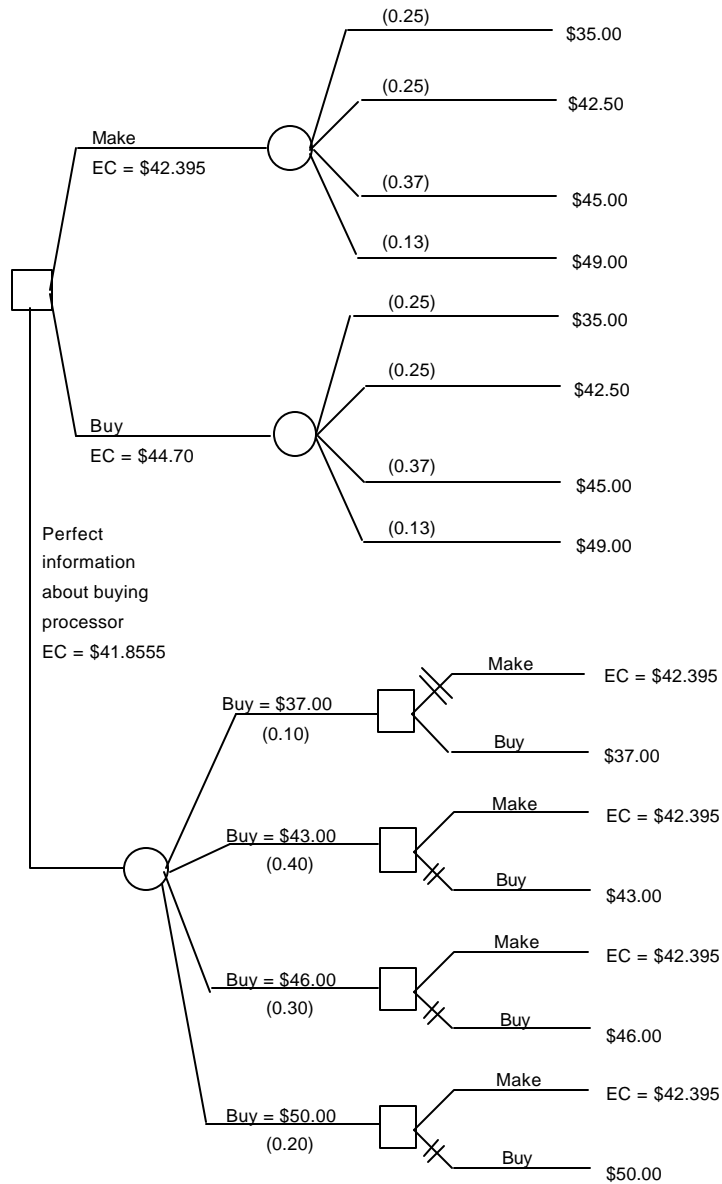 (0.25)
$35.00
(0.25)
$42.50
Make
EC = $42.395
(0.37)
$45.00
(0.13)
$49.00
(0.25)
$35.00
(0.25)
$42.50
Buy
EC = $44.70
(0.37)
$45.00
(0.13)
$49.00
Perfect
information
about buying
processor
EC = $41.8555
Make
EC = $42.395
Buy = $37.00
(0.10)
Buy
$37.00
Make
EC = $42.395
Buy = $43.00
(0.40)
Buy
$43.00
Make
EC = $42.395
Buy = $46.00
(0.30)
Buy
$46.00
Make
EC = $42.395
Buy = $50.00
(0.20)
Buy
$50.00